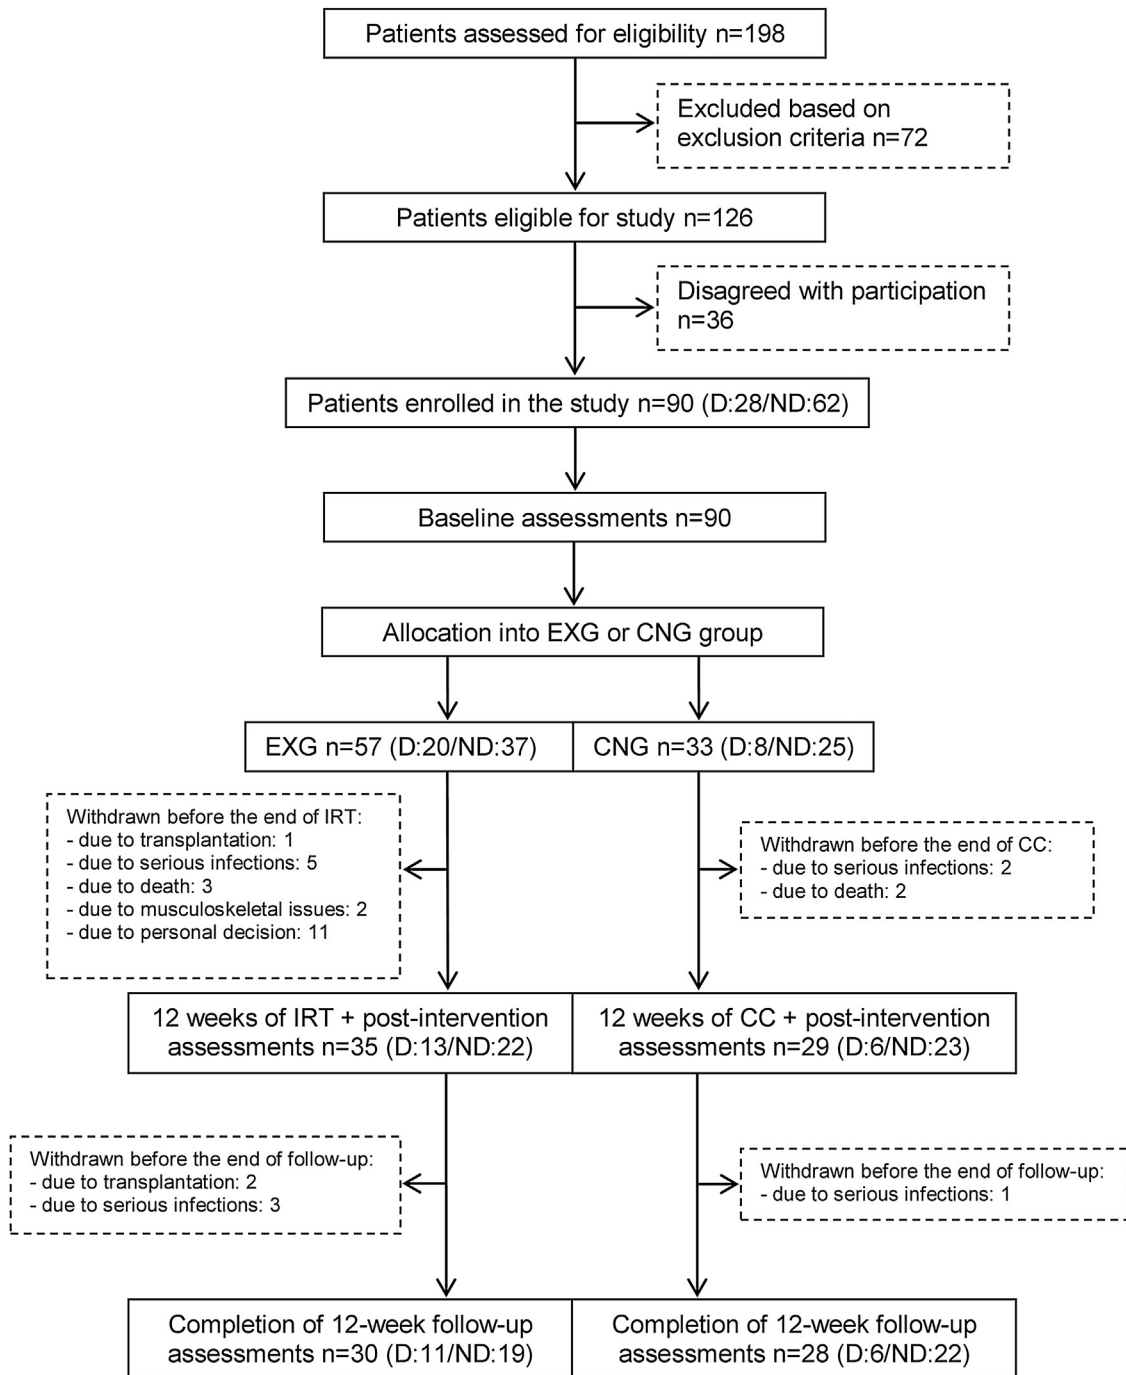 Patients assessed for eligibility n=198
Excluded based on
exclusion criteria n=72
Patients eligible for study n=126
Disagreed with participation
n=36
Patients enrolled in the study n=90 (D:28/ND:62)
Baseline assessments n=90
Allocation into EXG or CNG group
EXG n=57 (D:20/ND:37)
CNG n=33 (D:8/ND:25)
Withdrawn before the end of IRT:
- due to transplantation: 1
- due to serious infections: 5
- due to death: 3
- due to musculoskeletal issues: 2
- due to personal decision: 11
Withdrawn before the end of CC:
- due to serious infections: 2
- due to death: 2
12 weeks of IRT + post-intervention
assessments n=35 (D:13/ND:22)
12 weeks of CC + post-intervention
assessments n=29 (D:6/ND:23)
Withdrawn before the end of follow-up:
- due to transplantation: 2
- due to serious infections: 3
Withdrawn before the end of follow-up:
- due to serious infections: 1
Completion of 12-week follow-up
assessments n=30 (D:11/ND:19)
Completion of 12-week follow-up
assessments n=28 (D:6/ND:22)